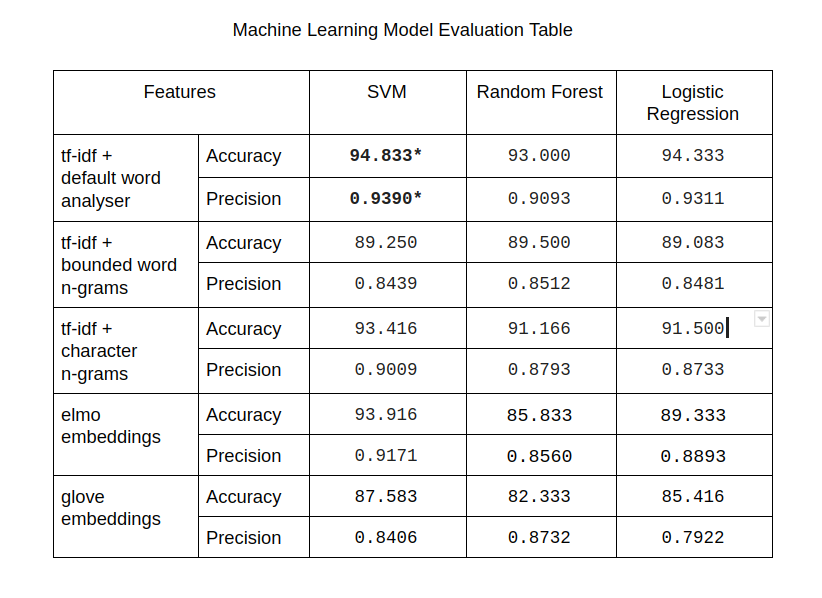 Machine Learning Model Evaluation Table
Features SVM Random Forest Logistic
Regression
tf-idf +
default word
analyser
Accuracy 94.833* 93.000 94.333
Precision 0.9390* 0.9093 0.9311
tf-idf +
bounded word
n-grams
Accuracy 89.250 89.500 89.083
Precision 0.8439 0.8512 0.8481
tf-idf +
character
n-grams
Accuracy 93.416 91.166 91.500
Precision 0.9009 0.8793 0.8733
elmo
embeddings
Accuracy 93.916 85.833 89.333
Precision 0.9171 0.8560 0.8893
glove
embeddings
Accuracy 87.583 82.333 85.416
Precision 0.8406 0.8732 0.7922